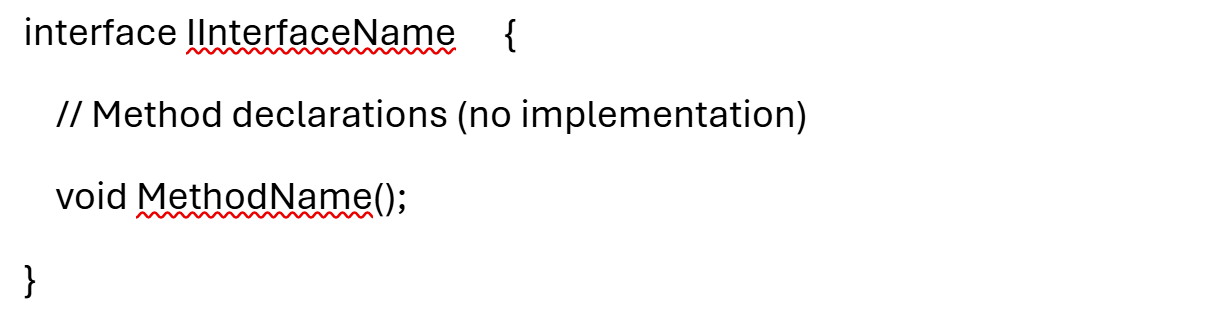 interface IInterfaceName {
// Method declarations (no implementation)
void MethodName();
}